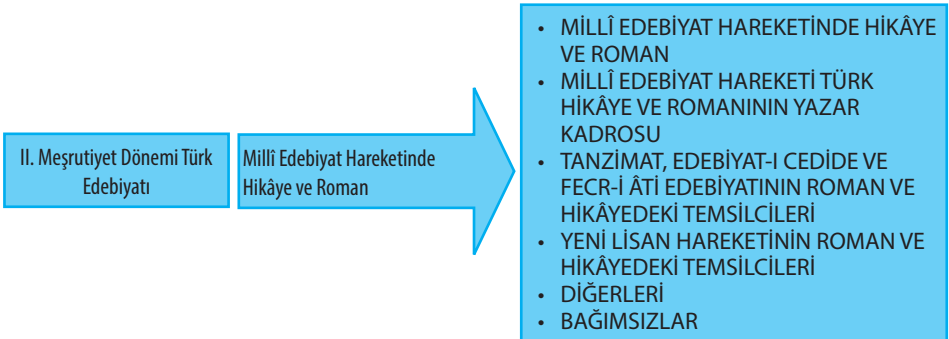 II. Meşrutiyet Dönemi Türk
Edebiyatı
Millî Edebiyat Hareketinde
Hikâye ve Roman
• MİLLÎ EDEBİYAT HAREKETİNDE HİKÂYE
VE ROMAN
• MİLLÎ EDEBİYAT HAREKETİ TÜRK
HİKÂYE VE ROMANININ YAZAR
KADROSU
• TANZİMAT, EDEBİYAT-I CEDİDE VE
FECR-İ ÂTİ EDEBİYATININ ROMAN VE
HİKÂYEDEKİ TEMSİLCİLERİ
• YENİ LİSAN HAREKETİNİN ROMAN VE
HİKÂYEDEKİ TEMSİLCİLERİ
• DİĞERLERİ
• BAĞIMSIZLAR